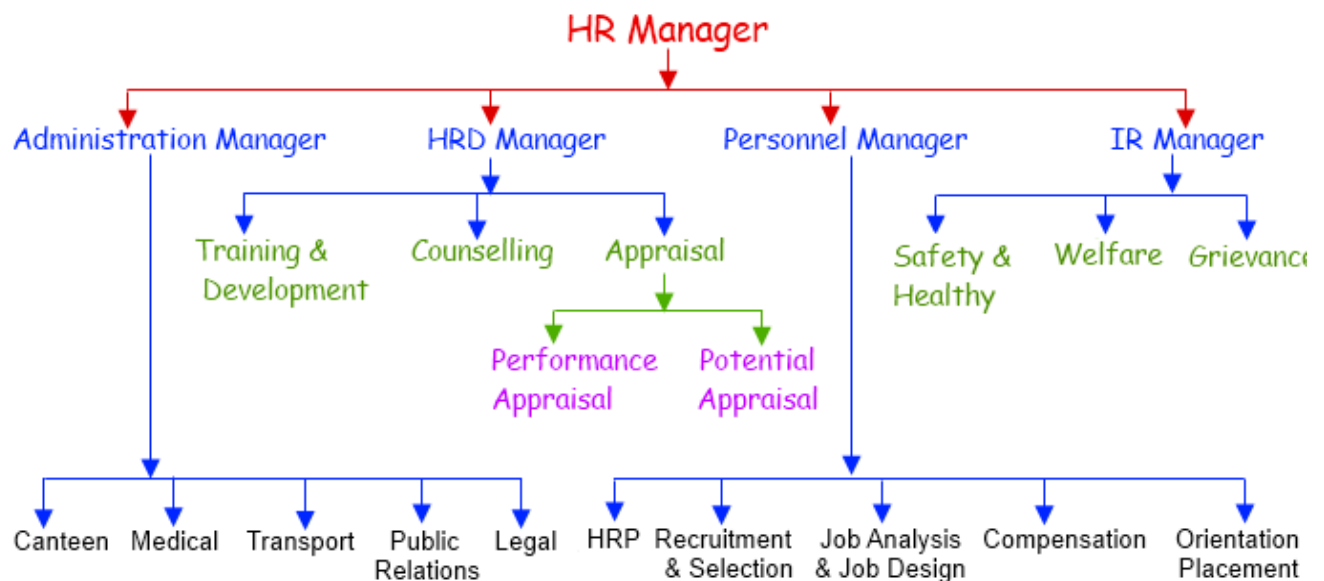 HR Manager
Administration Manager HRD Manager Personnel Manager IR Manager
Training & Counselling Appraisal Safety & Welfare Grievance
Development Healthy
Performance Potential
Appraisal Appraisal
Canteen Medical Transport Public Legal HRP Recruitment Job Analysis Compensation Orientation
Relations & Selection & Job Design Placement